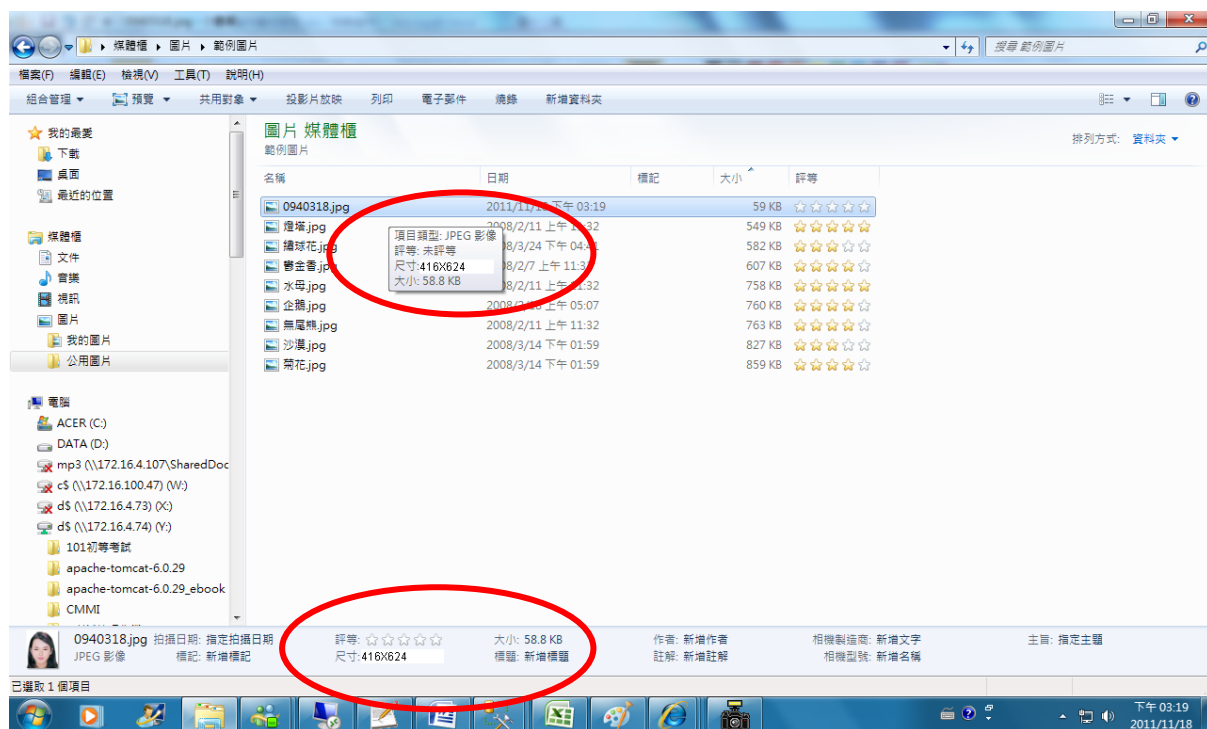 媒體櫃 圖片 範例圖片
搜尋 範例圖片
檔案(F) 編輯(E) 檢視(V) 工具(T) 說明(H)
組合管理 預覽 共用對象 投影片放映 列印 電子郵件 燒錄 新增資料夾
我的最愛
下載
桌面
最近的位置
媒體櫃
文件
音樂
視訊
圖片
我的圖片
公用圖片
電腦
ACER (C:)
DATA (D:)
mp3 (\\172.16.4.107\SharedDoc
c$ (\\172.16.100.47) (W:)
d$ (\\172.16.4.73) (X:)
d$ (\\172.16.4.74) (Y:)
101初等考試
apache-tomcat-6.0.29
apache-tomcat-6.0.29_ebook
CMMI
圖片 媒體櫃
範例圖片
排列方式: 資料夾
名稱 日期 標記 大小 評等
0940318.jpg 2011/11/18 下午 03:19 59 KB
燈塔.jpg 2008/2/11 上午 11:32 549 KB
繡球花.jpg 2008/3/24 下午 04:41 582 KB
鬱金香.jpg 2008/2/7 上午 11:3 607 KB
水母.jpg 2008/2/11 上午 11:32 758 KB
企鵝.jpg 上午 05:07 760 KB
無尾熊.jpg 2008/2/11 上午 11:32 763 KB
沙漠.jpg 2008/3/14 下午 01:59 827 KB
菊花.jpg 2008/3/14 下午 01:59 859 KB
項目類型: JPEG 影像
評等: 未評等
尺寸:416X624
大小: 58.8 KB
0940318.jpg 拍攝日期: 指定拍攝日期 評等: 大小: 58.8 KB 作者: 新增作者 相機製造商: 新增文字 主旨: 指定主題
JPEG 影像 標記: 新增標記 尺寸:416X624 標題: 新增標題 註解: 新增註解 相機型號: 新增名稱
已選取 1 個項目
下午 03:19
2011/11/18